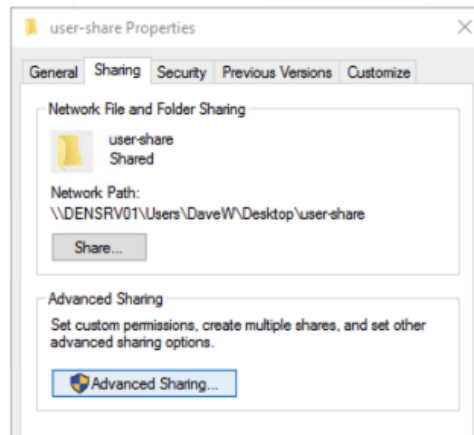 user-share Properties
General Sharing Security Previous Versions Customize
Network File and Folder Sharing
user-share
Shared
Network Path:
\\DENSRV01\Users\DaveW\Desktop\user-share
Share...
Advanced Sharing
Set custom permissions, create multiple shares, and set other
advanced sharing options.
Advanced Sharing...